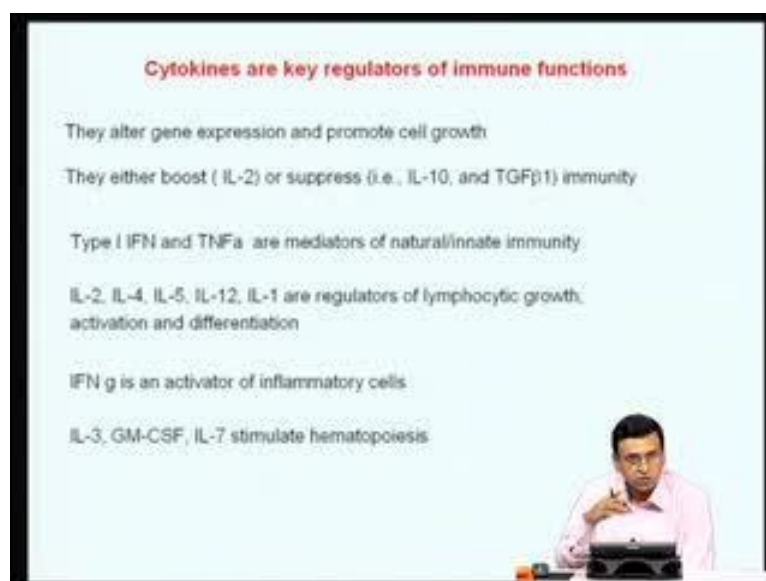 Cytokines are key regulators of immune functions
They alter gene expression and promote cell growth
They either boost ( IL-2) or suppress (i.e., IL-10, and TGFβ1) immunity
Type I IFN and TNFa are mediators of natural/innate immunity
IL-2, IL-4, IL-5, IL-12, IL-1 are regulators of lymphocytic growth,
activation and differentiation
IFN g is an activator of inflammatory cells
IL-3, GM-CSF, IL-7 stimulate hematopoiesis